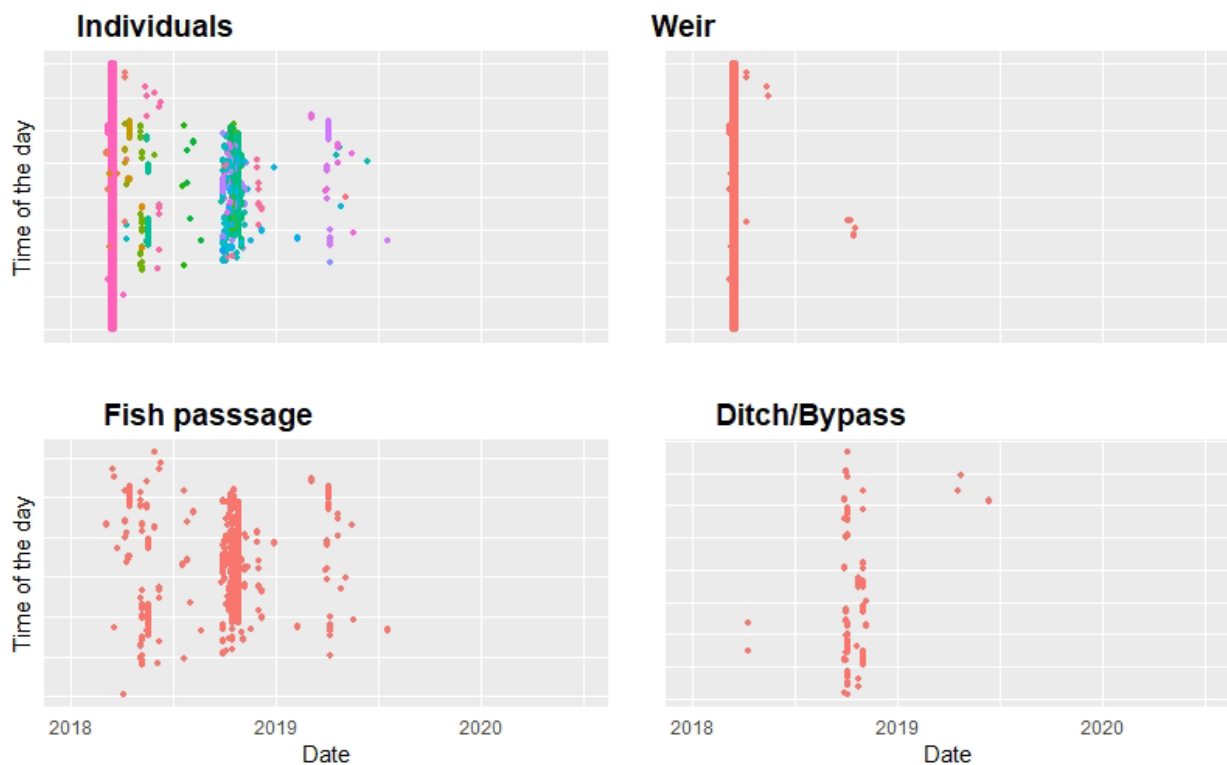 Individuals
Weir
Time of the day
Fish passsage
Ditch/Bypass
Time of the day
2018 2019 2020
Date
2018 2019 2020
Date